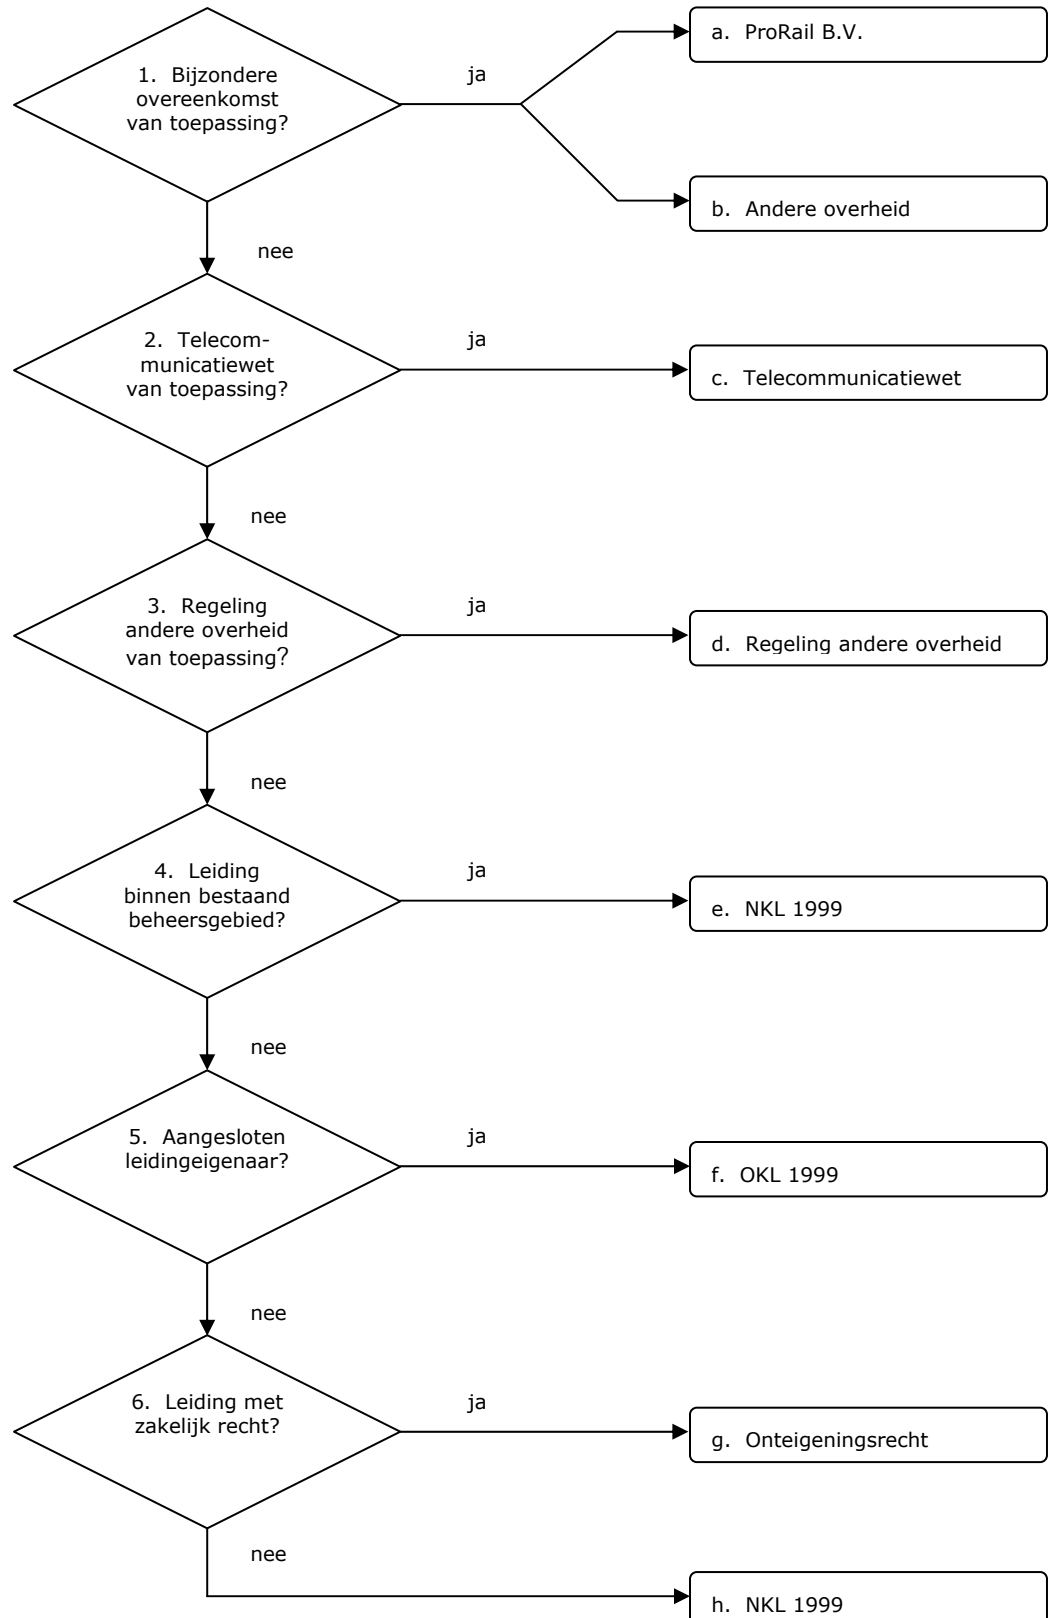 a. ProRail B.V.
1. Bijzondere
overeenkomst
van toepassing?
ja
b. Andere overheid
nee
2. Telecom-
municatiewet
van toepassing?
ja
c. Telecommunicatiewet
nee
3. Regeling
andere overheid
van toepassing?
ja
d. Regeling andere overheid
nee
4. Leiding
binnen bestaand
beheersgebied?
ja
e. NKL 1999
nee
5. Aangesloten
leidingeigenaar?
ja
f. OKL 1999
nee
6. Leiding met
zakelijk recht?
ja
g. Onteigeningsrecht
nee
h. NKL 1999